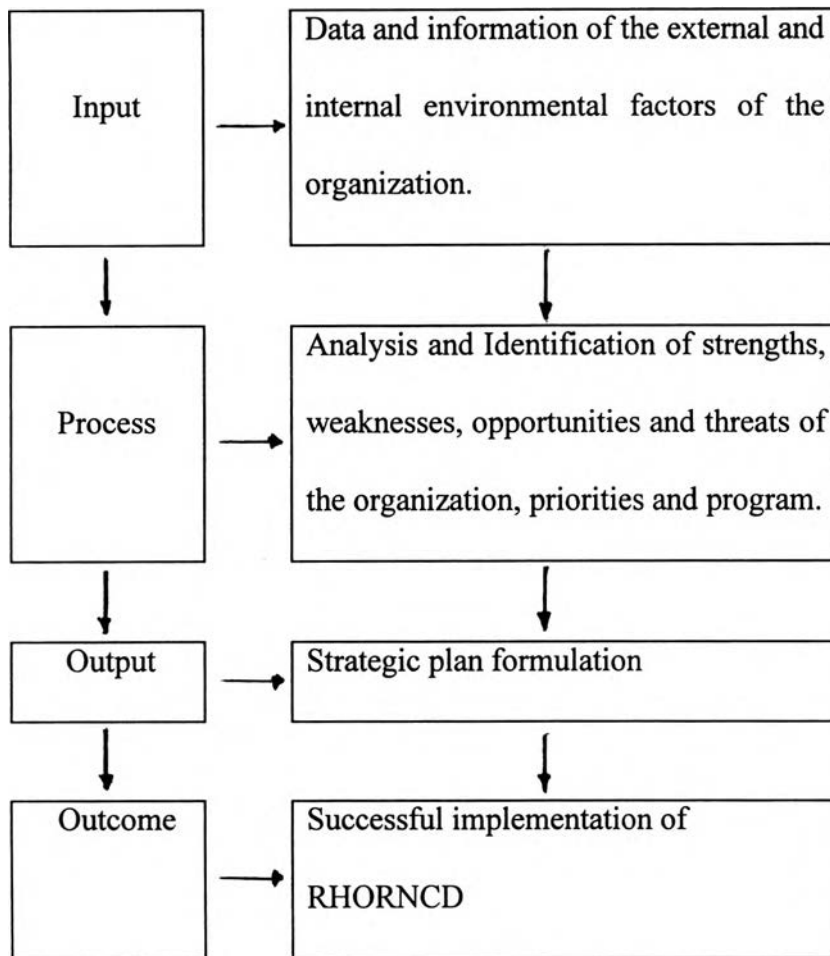 Input
Data and information of the external and
internal environmental factors of the
organization.
Process
Analysis and Identification of strengths,
weaknesses, opportunities and threats of
the organization, priorities and program.
Output
Strategic plan formulation
Outcome
Successful implementation of
RHORNCD